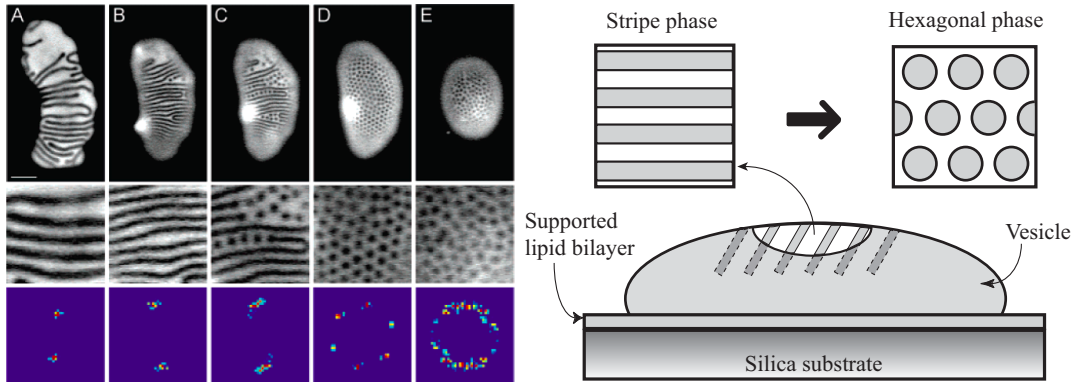 A
B
C
D
E
Stripe phase
Hexagonal phase
Supported
lipid bilayer
Vesicle
Silica substrate